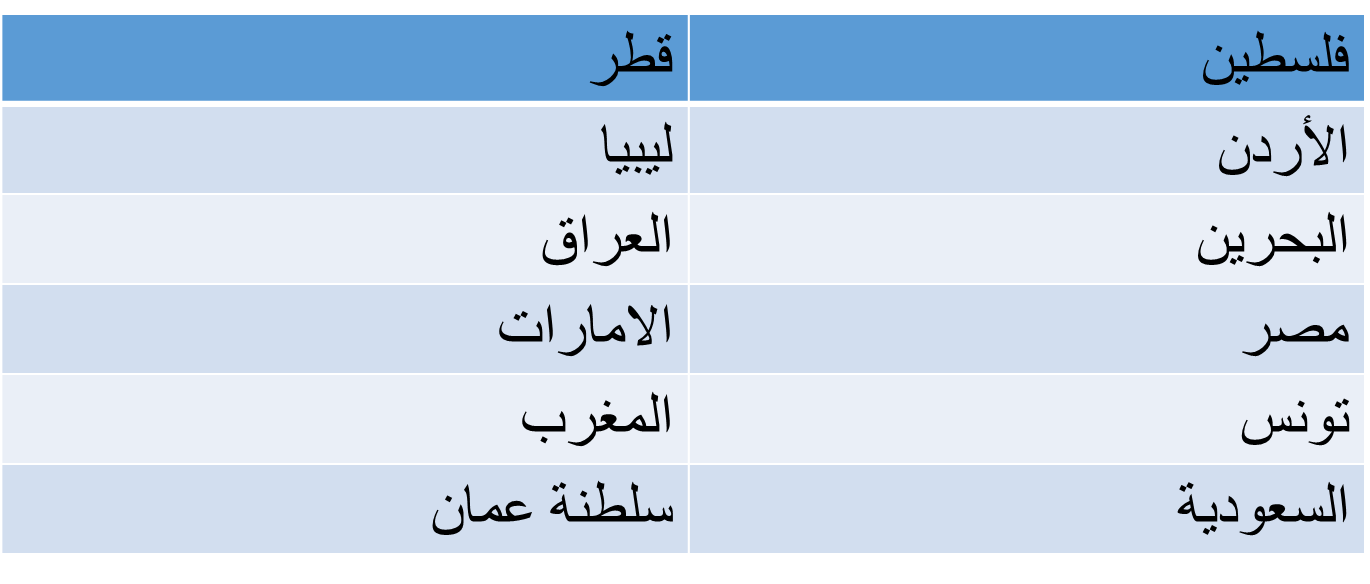 فلسطين قطر
الأردن ليبيا
البحرين العراق
مصر الامارات
تونس المغرب
السعودية سلطنة عمان